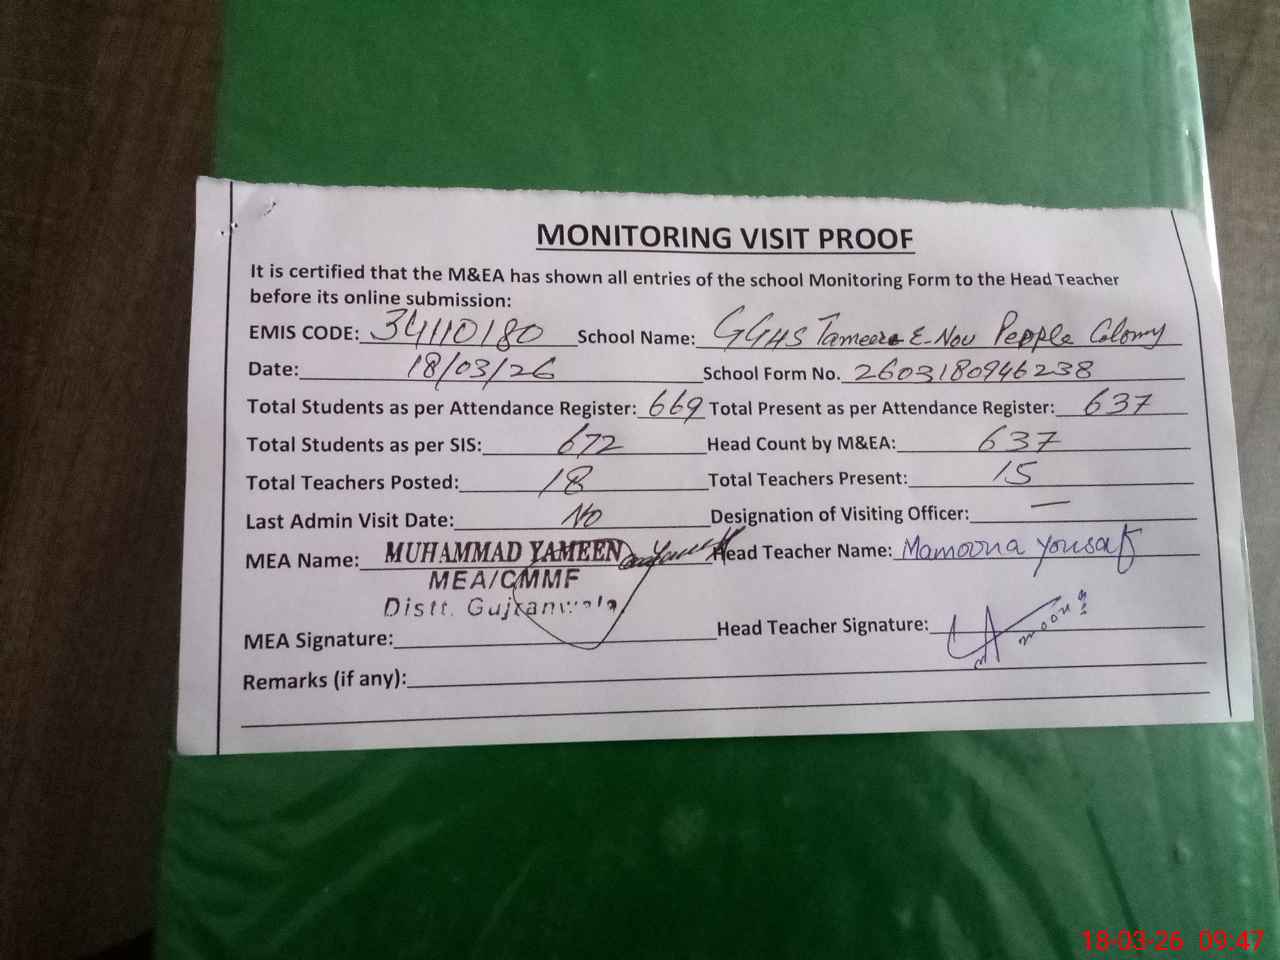 MONITORING VISIT PROOF
It is certified that the M&EA has shown all entries of the school Monitoring Form to the Head Teacher
before its online submission:
EMIS CODE: 34110180 School Name: GGHS Tameer-E-Nou People Colony
Date: 18/03/26 School Form No. 2603180946238
Total Students as per Attendance Register: 669 Total Present as per Attendance Register: 637
Total Students as per SIS: 672 Head Count by M&EA: 637
Total Teachers Posted: 18 Total Teachers Present: 15
Last Admin Visit Date: No Designation of Visiting Officer: —
MEA Name: MUHAMMAD YAMEEN Head Teacher Name: Mamoona Yousaf
MEA/CMMF
Distt. Gujranwala
MEA Signature: Head Teacher Signature:
Remarks (if any):
18-03-26 09:47